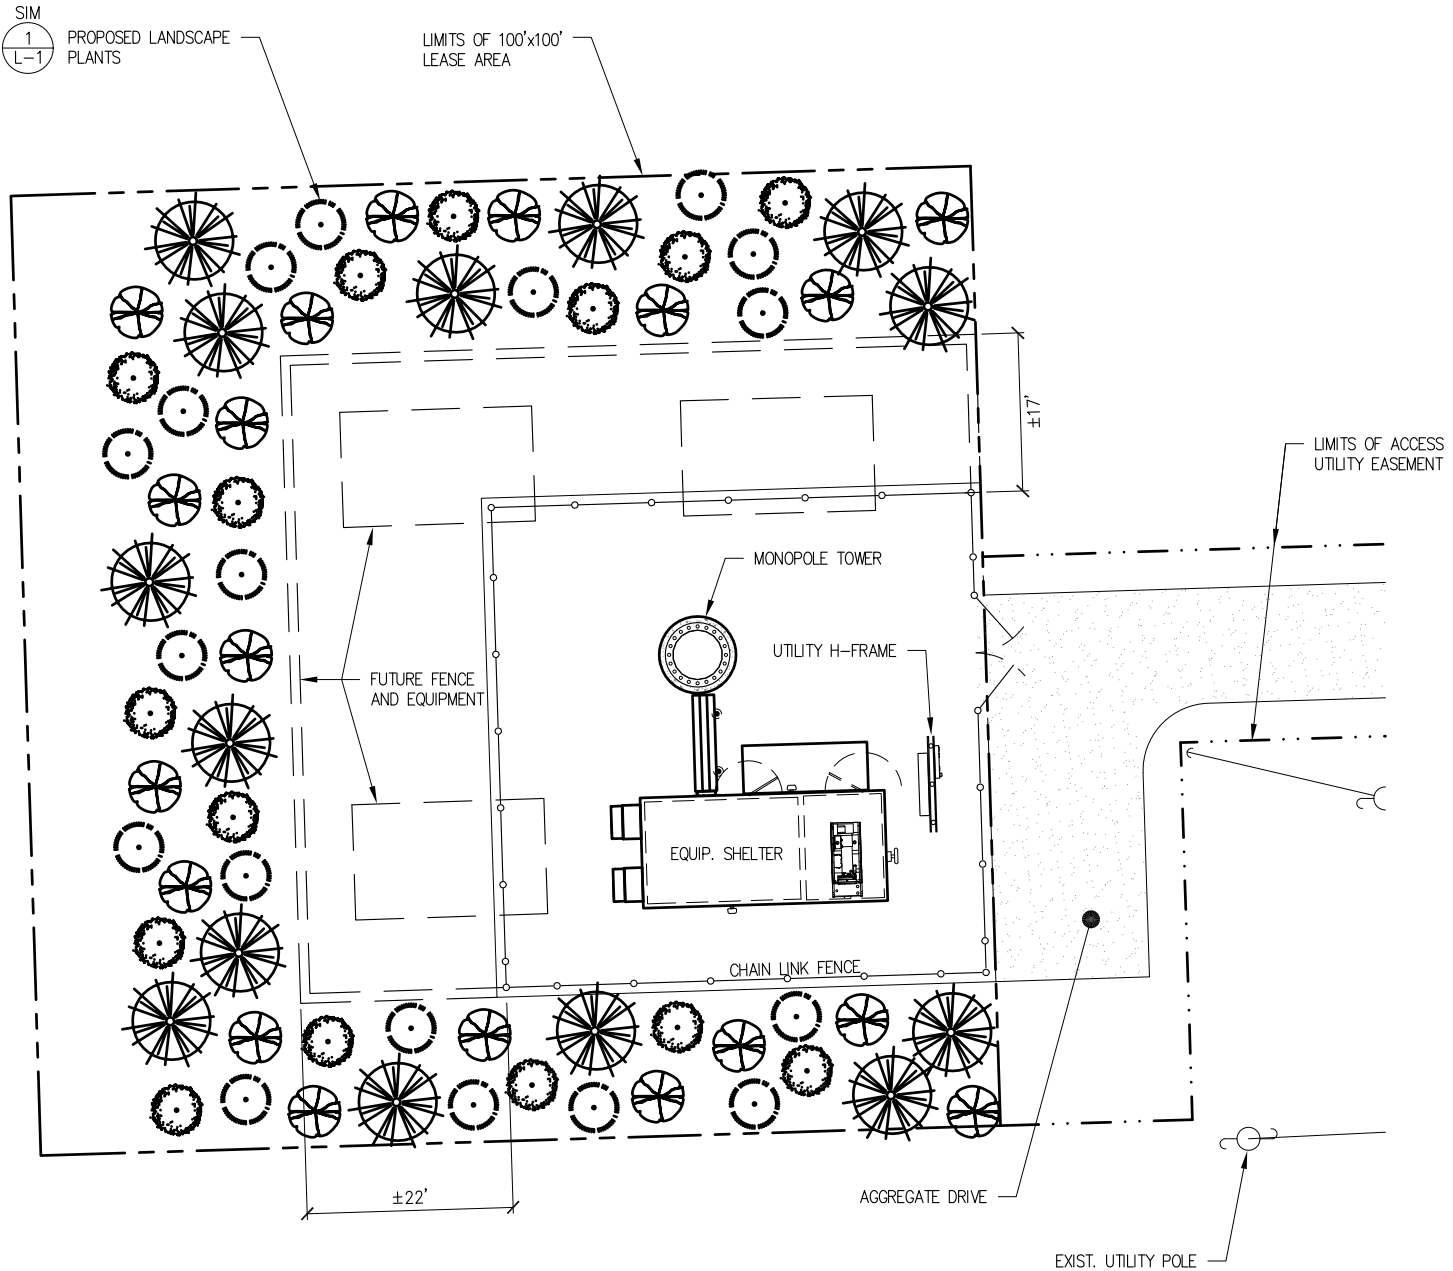 SIM
1
L-1
PROPOSED LANDSCAPE
PLANTS
LIMITS OF 100'x100'
LEASE AREA
±17'
LIMITS OF ACCESS
UTILITY EASEMENT
MONOPOLE TOWER
UTILITY H-FRAME
FUTURE FENCE
AND EQUIPMENT
EQUIP. SHELTER
CHAIN LINK FENCE
±22'
AGGREGATE DRIVE
EXIST. UTILITY POLE